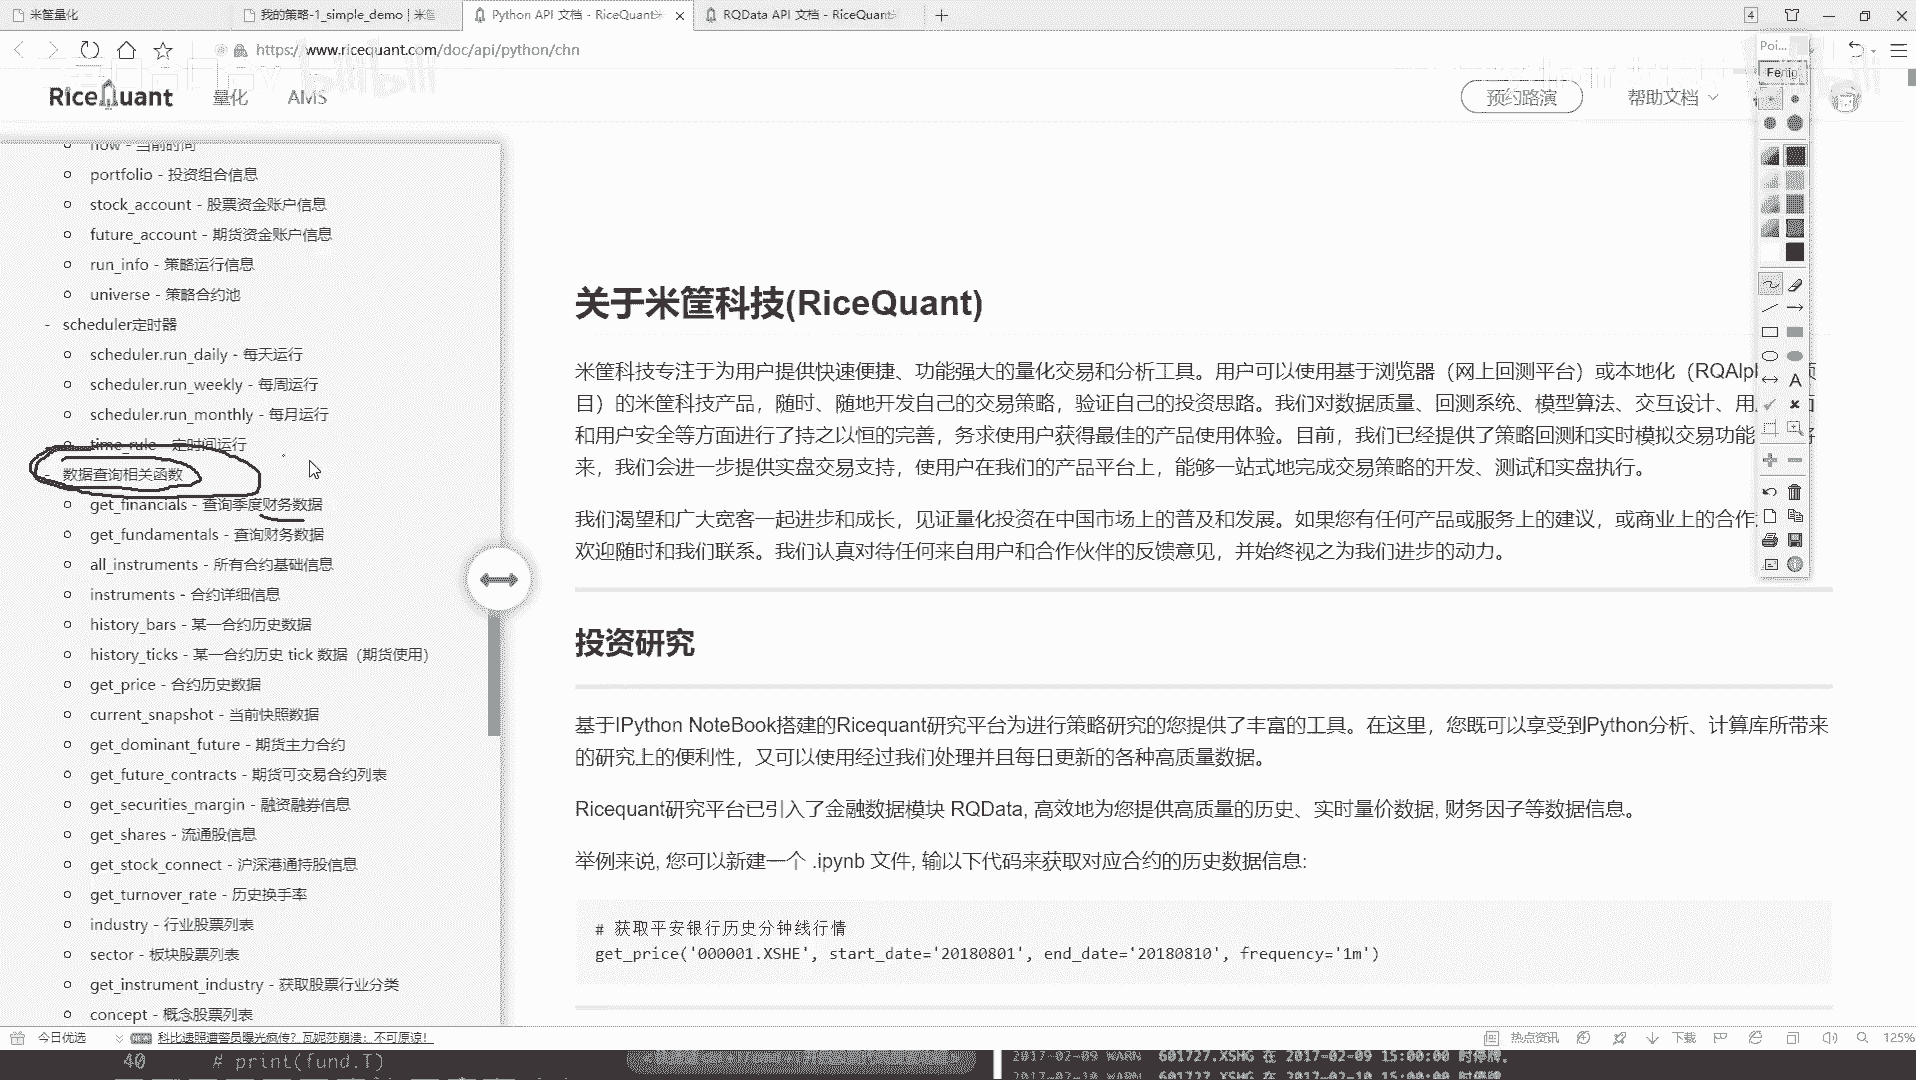 米筐量化
我的策略-1_simple_demo | 米筐
Python API 文档 - RiceQuant
RQData API 文档 - RiceQuant
4
https://www.ricequant.com/doc/api/python/chn
RiceQuant
量化
AMS
预约路演
帮助文档
now - 当前时间
portfolio - 投资组合信息
stock_account - 股票资金账户信息
future_account - 期货资金账户信息
run_info - 策略运行信息
universe - 策略合约池
- scheduler定时器
scheduler.run_daily - 每天运行
scheduler.run_weekly - 每周运行
scheduler.run_monthly - 每月运行
time_rule - 定时间运行
数据查询相关函数
get_financials - 查询季度财务数据
get_fundamentals - 查询财务数据
all_instruments - 所有合约基础信息
instruments - 合约详细信息
history_bars - 某一合约历史数据
history_ticks - 某一合约历史 tick 数据（期货使用）
get_price - 合约历史数据
current_snapshot - 当前快照数据
get_dominant_future - 期货主力合约
get_future_contracts - 期货可交易合约列表
get_securities_margin - 融资融券信息
get_shares - 流通股信息
get_stock_connect - 沪深港通持股信息
get_turnover_rate - 历史换手率
industry - 行业股票列表
sector - 板块股票列表
get_instrument_industry - 获取股票行业分类
concept - 概念股票列表
关于米筐科技(RiceQuant)
米筐科技专注于为用户提供快速便捷、功能强大的量化交易和分析工具。用户可以使用基于浏览器（网上回测平台）或本地化（RQAlp 项
目）的米筐科技产品，随时、随地开发自己的交易策略，验证自己的投资思路。我们对数据质量、回测系统、模型算法、交互设计、用 面
和用户安全等方面进行了持之以恒的完善，务求使用户获得最佳的产品使用体验。目前，我们已经提供了策略回测和实时模拟交易功能 好
来，我们会进一步提供实盘交易支持，使用户在我们的产品平台上，能够一站式地完成交易策略的开发、测试和实盘执行。
我们渴望和广大宽客一起进步和成长，见证量化投资在中国市场上的普及和发展。如果您有任何产品或服务上的建议，或商业上的合作
欢迎随时和我们联系。我们认真对待任何来自用户和合作伙伴的反馈意见，并始终视之为我们进步的动力。
投资研究
基于IPython NoteBook搭建的Ricequant研究平台为进行策略研究的您提供了丰富的工具。在这里，您既可以享受到Python分析、计算库所带来
的研究上的便利性，又可以使用经过我们处理并且每日更新的各种高质量数据。
Ricequant研究平台已引入了金融数据模块 RQData, 高效地为您提供高质量的历史、实时量价数据, 财务因子等数据信息。
举例来说, 您可以新建一个 .ipynb 文件, 输以下代码来获取对应合约的历史数据信息:
# 获取平安银行历史分钟线行情
get_price('000001.XSHE', start_date='20180801', end_date='20180810', frequency='1m')
Poi...
Fertig
A
今日优选
科比坠照遭警员曝光疯传？瓦妮莎崩溃：不可原谅！
热点资讯
下载
125%
40 # print(fund.T)
2017-02-09 WARN 601727.XSHG 在 2017-02-09 15:00:00 时停牌。
2017-02-10 WARN 601727.XSHG 在 2017-02-10 15:00:00 时停牌。